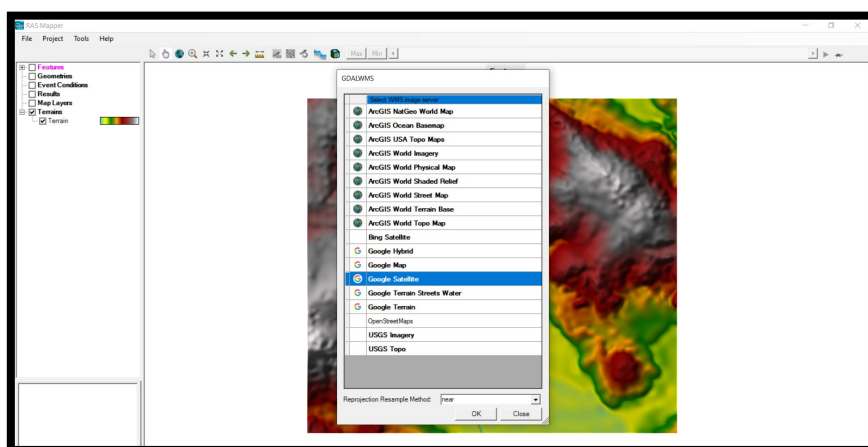 RAS Mapper
File Project Tools Help
Max Min
Features
Geometries
Event Conditions
Results
Map Layers
Terrains
Terrain
GDALWMS
Select WMS image server
ArcGIS NatGeo World Map
ArcGIS Ocean Basemap
ArcGIS USA Topo Maps
ArcGIS World Imagery
ArcGIS World Physical Map
ArcGIS World Shaded Relief
ArcGIS World Street Map
ArcGIS World Terrain Base
ArcGIS World Topo Map
Bing Satellite
Google Hybrid
Google Map
Google Satellite
Google Terrain Streets Water
Google Terrain
OpenStreetMaps
USGS Imagery
USGS Topo
Reprojection Resample Method: near
OK Close